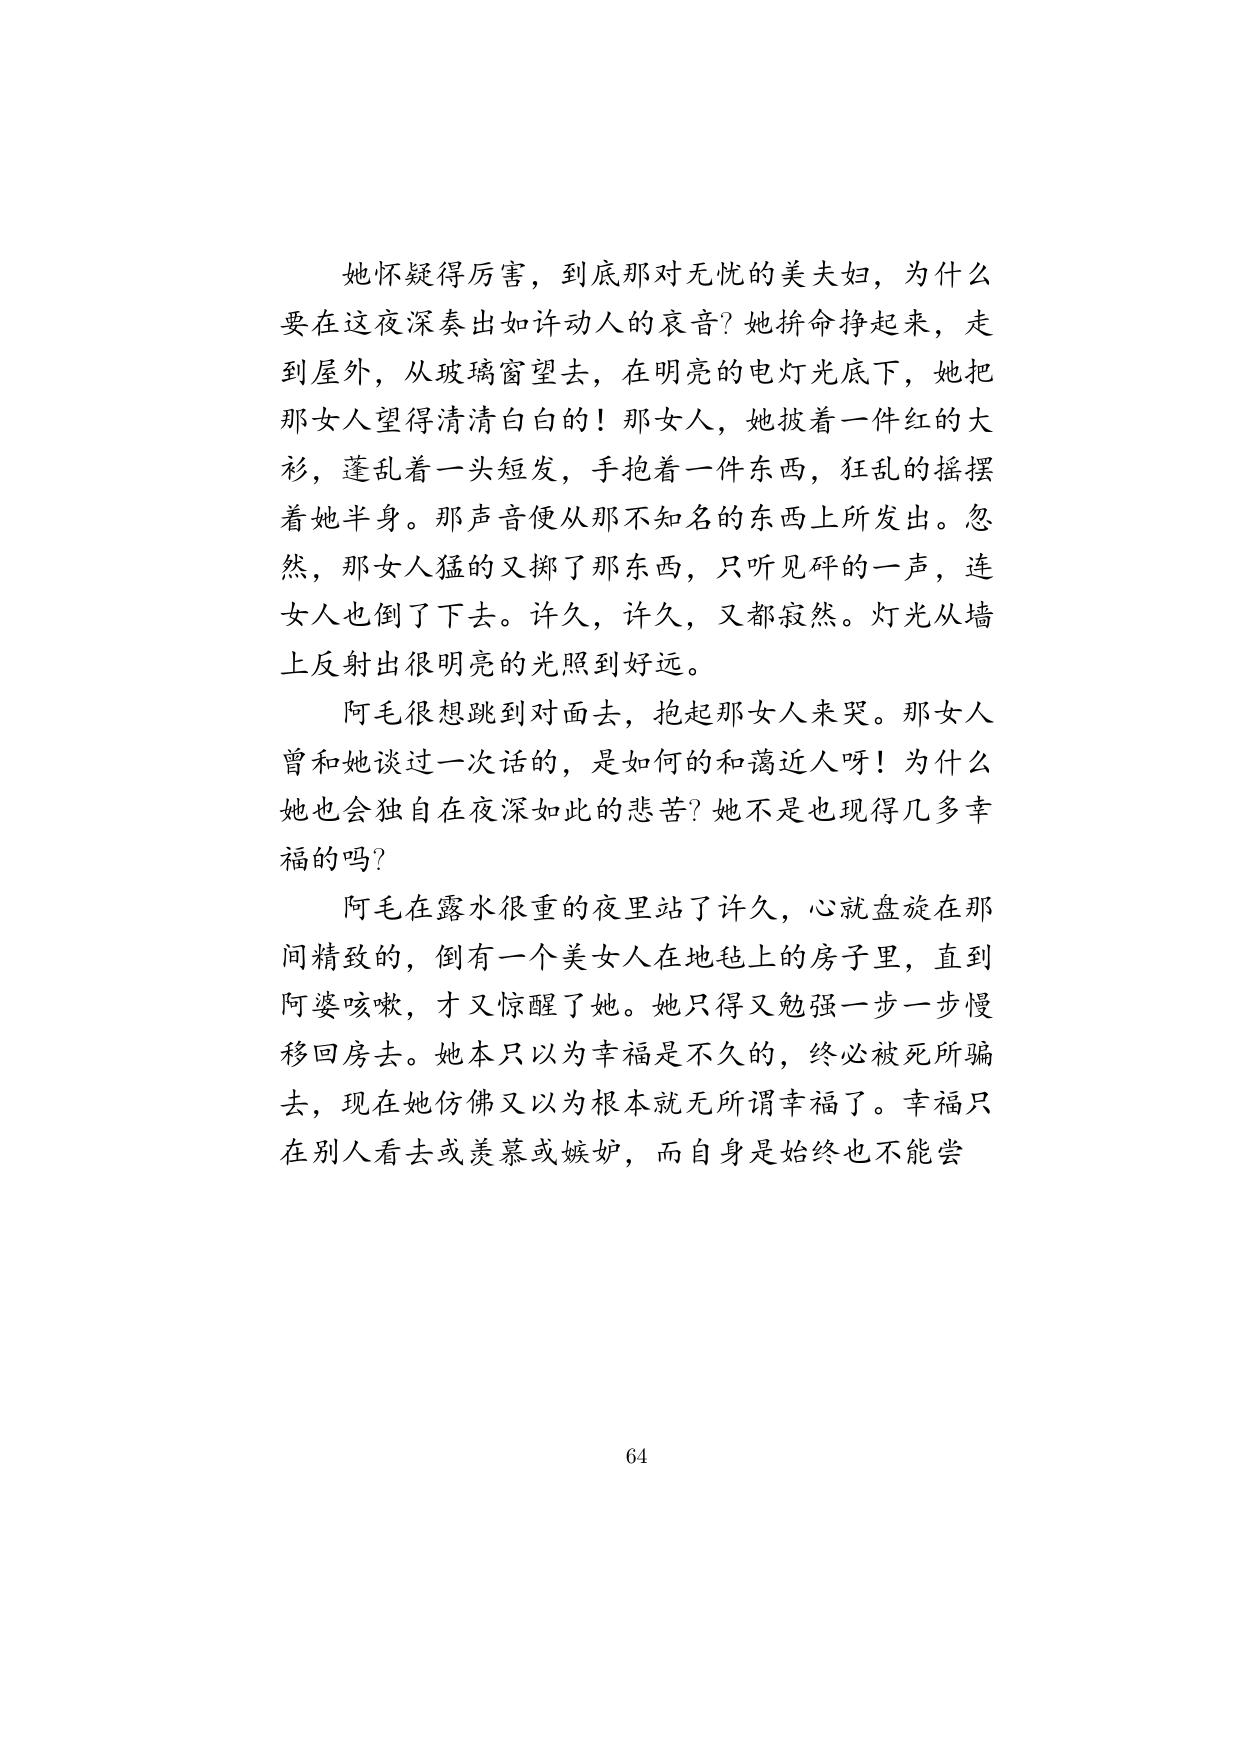 她怀疑得厉害，到底那对无忧的美夫妇，为什么
要在这夜深奏出如许动人的哀音？她拚命挣起来，走
到屋外，从玻璃窗望去，在明亮的电灯光底下，她把
那女人望得清清白白的！那女人，她披着一件红的大
衫，蓬乱着一头短发，手抱着一件东西，狂乱的摇摆
着她半身。那声音便从那不知名的东西上所发出。忽
然，那女人猛的又掷了那东西，只听见砰的一声，连
女人也倒了下去。许久，许久，又都寂然。灯光从墙
上反射出很明亮的光照到好远。
阿毛很想跳到对面去，抱起那女人来哭。那女人
曾和她谈过一次话的，是如何的和蔼近人呀！为什么
她也会独自在夜深如此的悲苦？她不是也现得几多幸
福的吗？
阿毛在露水很重的夜里站了许久，心就盘旋在那
间精致的，倒有一个美女人在地毡上的房子里，直到
阿婆咳嗽，才又惊醒了她。她只得又勉强一步一步慢
移回房去。她本只以为幸福是不久的，终必被死所骗
去，现在她仿佛又以为根本就无所谓幸福了。幸福只
在别人看去或羡慕或嫉妒，而自身是始终也不能尝
64